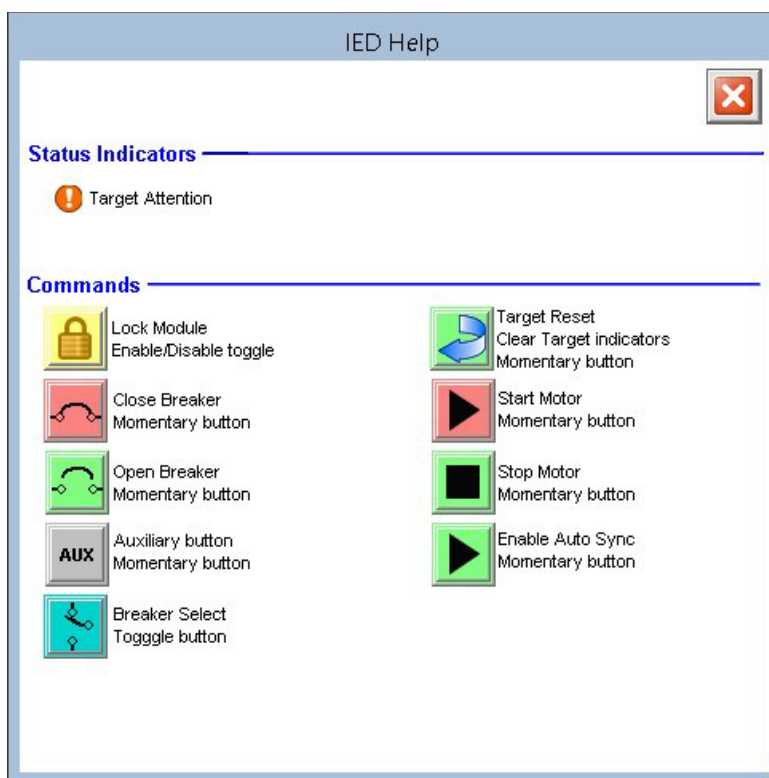 IED Help
Status Indicators
Target Attention
Commands
Lock Module
Enable/Disable toggle
Close Breaker
Momentary button
Open Breaker
Momentary button
AUX
Auxiliary button
Momentary button
Breaker Select
Togggle button
Target Reset
Clear Target indicators
Momentary button
Start Motor
Momentary button
Stop Motor
Momentary button
Enable Auto Sync
Momentary button